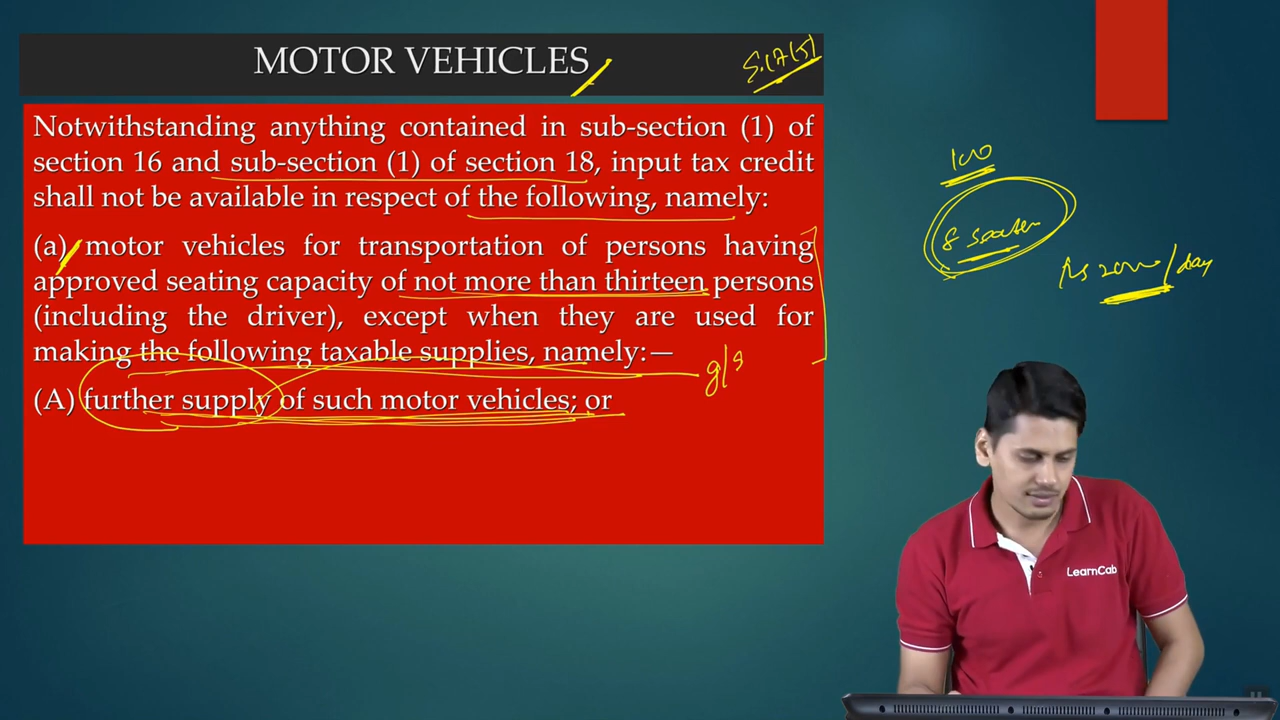 MOTOR VEHICLES
S.17(5)
Notwithstanding anything contained in sub-section (1) of
section 16 and sub-section (1) of section 18, input tax credit
shall not be available in respect of the following, namely:
(a) motor vehicles for transportation of persons having
approved seating capacity of not more than thirteen persons
(including the driver), except when they are used for
making the following taxable supplies, namely:—
g/s
(A) further supply of such motor vehicles; or
100
8 seater
Rs 2000/day
LearnCab